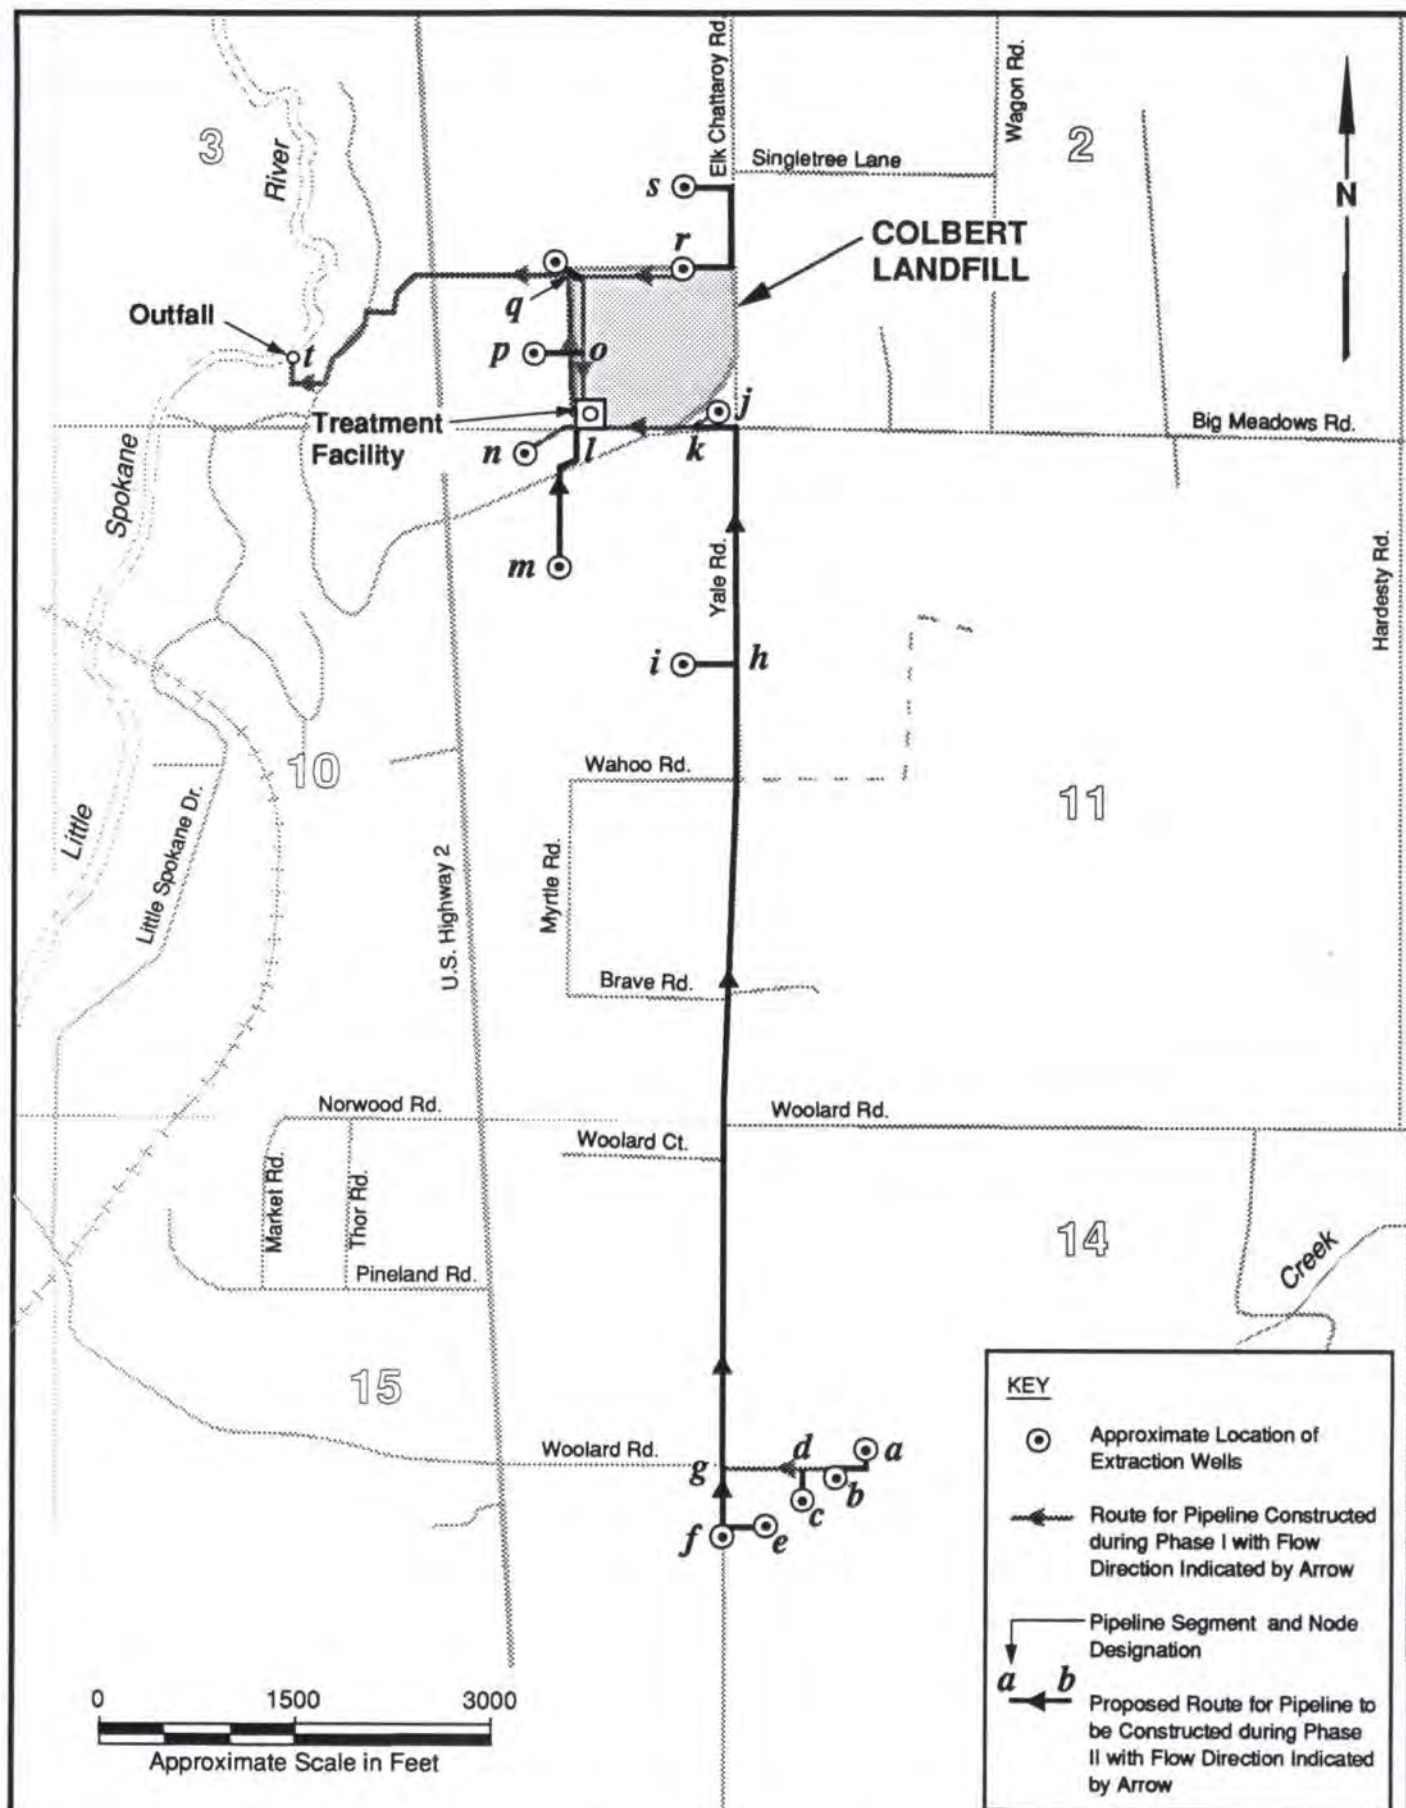 Elk Chattaroy Rd
Wagon Rd.
3
2
River
Singletree Lane
s
N
COLBERT
LANDFILL
r
q
Outfall
t
p
o
j
Treatment
Facility
Big Meadows Rd.
n
l
k
Spokane
m
Yale Rd.
Hardesty Rd.
i
h
10
Wahoo Rd.
11
Little
Little Spokane Dr.
U.S. Highway 2
Myrtle Rd.
Brave Rd.
Norwood Rd.
Woolard Rd.
Woolard Ct.
Market Rd.
Thor Rd.
14
Creek
Pineland Rd.
15
Woolard Rd.
g
d
a
b
c
f
e
KEY
Approximate Location of
Extraction Wells
Route for Pipeline Constructed
during Phase I with Flow
Direction Indicated by Arrow
Pipeline Segment and Node
Designation
a b
Proposed Route for Pipeline to
be Constructed during Phase
II with Flow Direction Indicated
by Arrow
0 1500 3000
Approximate Scale in Feet